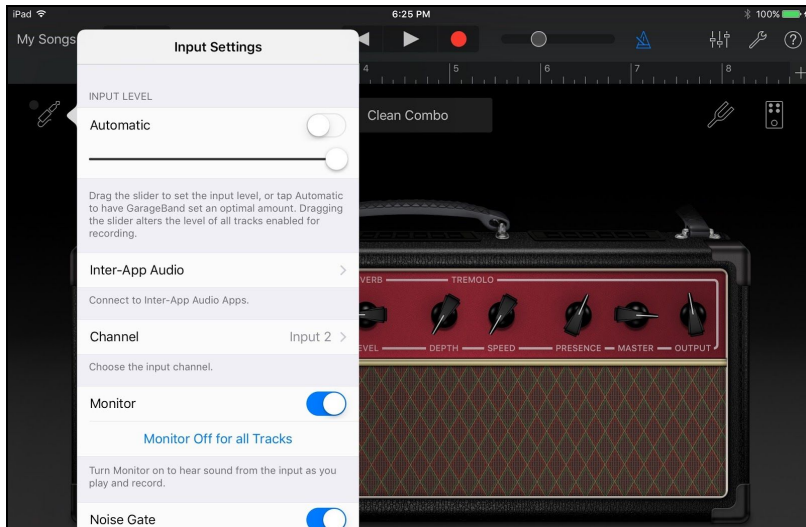 iPad 6:25 PM 100%
My Songs
Input Settings
4 5 6 7 8
INPUT LEVEL
Automatic
Clean Combo
Drag the slider to set the input level, or tap Automatic
to have GarageBand set an optimal amount. Dragging
the slider alters the level of all tracks enabled for
recording.
Inter-App Audio
VERB TREMOLO
Connect to Inter-App Audio Apps.
Channel Input 2
EVEL DEPTH SPEED PRESENCE MASTER OUTPUT
Choose the input channel.
Monitor
Monitor Off for all Tracks
Turn Monitor on to hear sound from the input as you
play and record.
Noise Gate